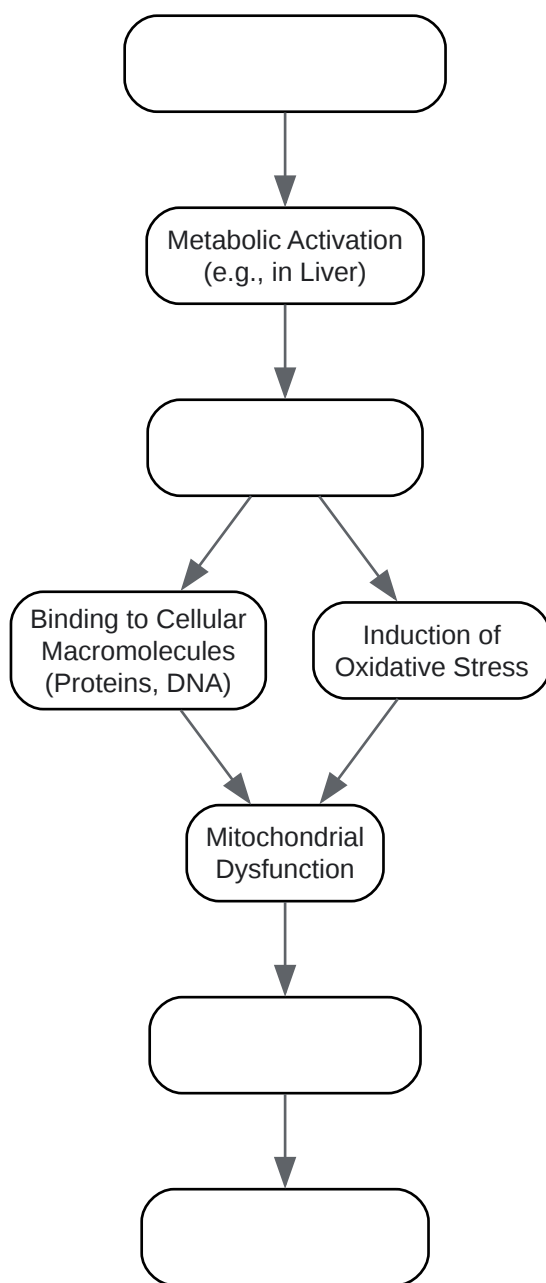 Metabolic Activation
(e.g., in Liver)
Binding to Cellular
Macromolecules
(Proteins, DNA)
Induction of
Oxidative Stress
Mitochondrial
Dysfunction